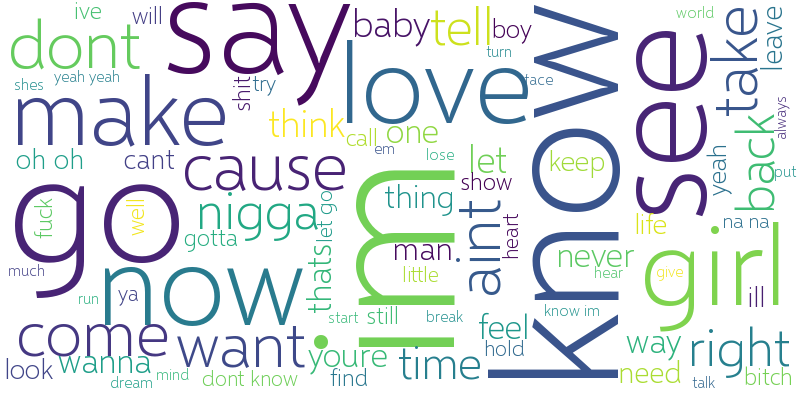 ive
will
say
baby
tell
boy
world
dont
turn
take
leave
shes
yeah yeah
shit
try
love
face
know
see
make
think
call
one
em
always
oh oh
cant
cause
lose
let
show
keep
yeah
back
put
go
fuck
well
nigga
let go
thing
im
aint
heart
life
na na
gotta
man
never
girl
much
now
thats
little
hear
give
run
ya
ill
come
want
start
still
break
feel
know im
way
right
look
wanna
youre
time
hold
need
dream
mind
dont know
find
talk
bitch